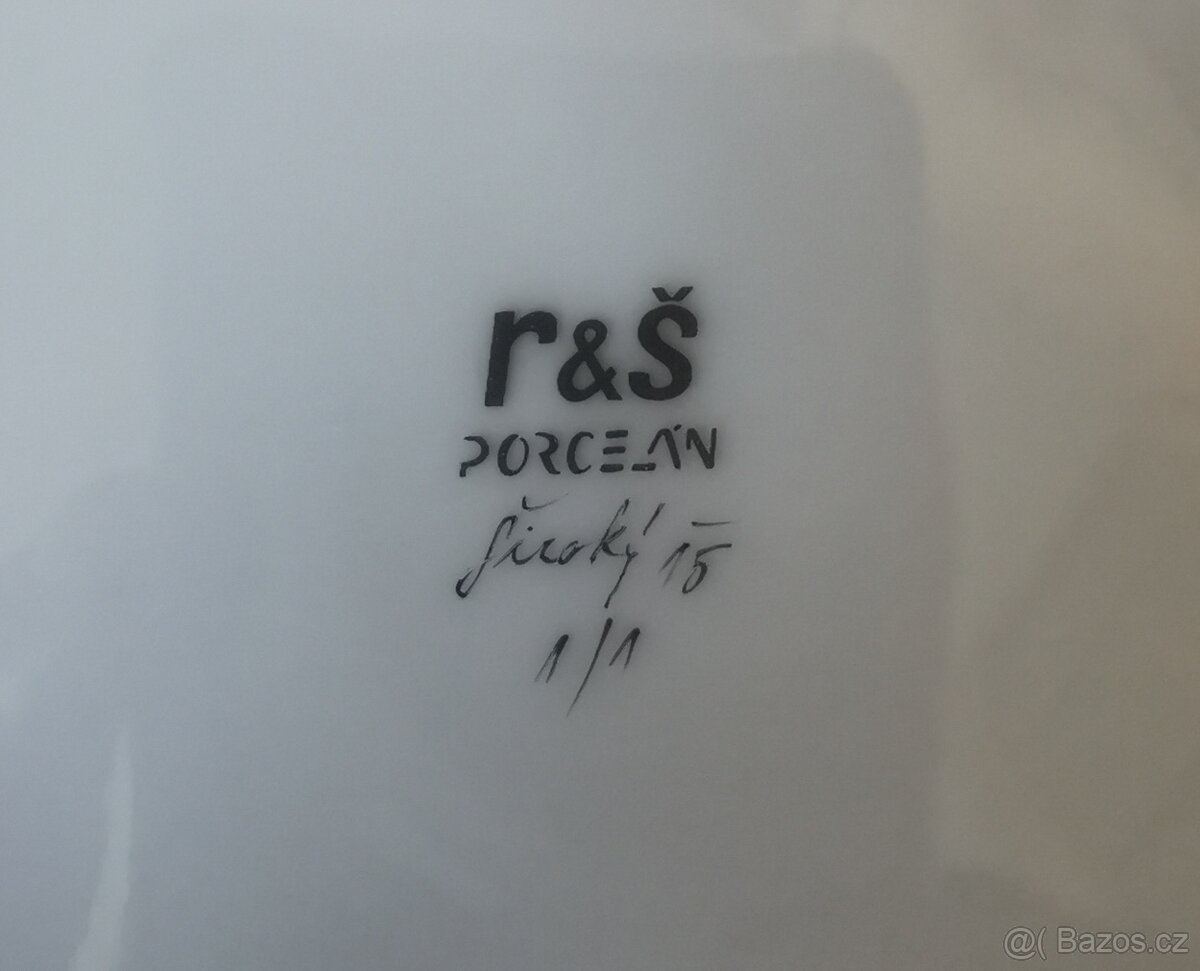 r&š
PORCELÁN
Široký 15
1/1
@( Bazos.cz